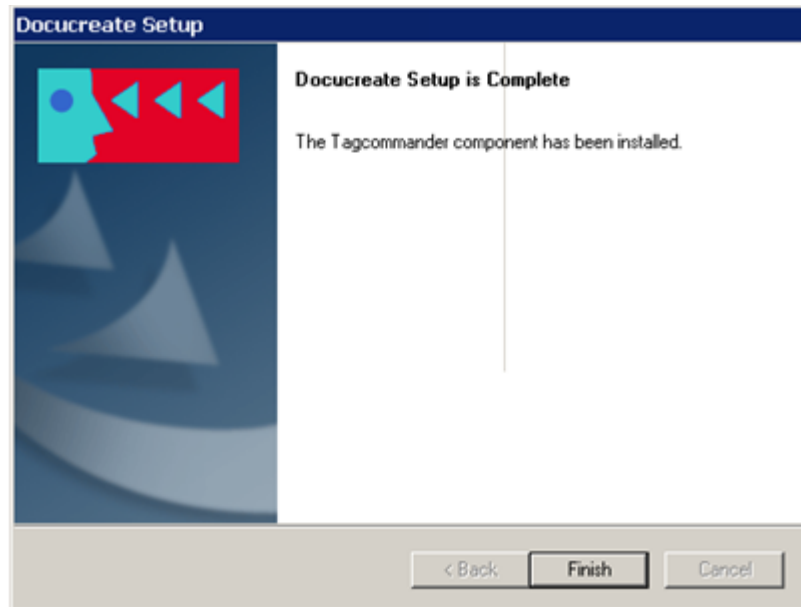 Docucreate Setup
Docucreate Setup is Complete
The Tagcommander component has been installed.
< Back
Finish
Cancel